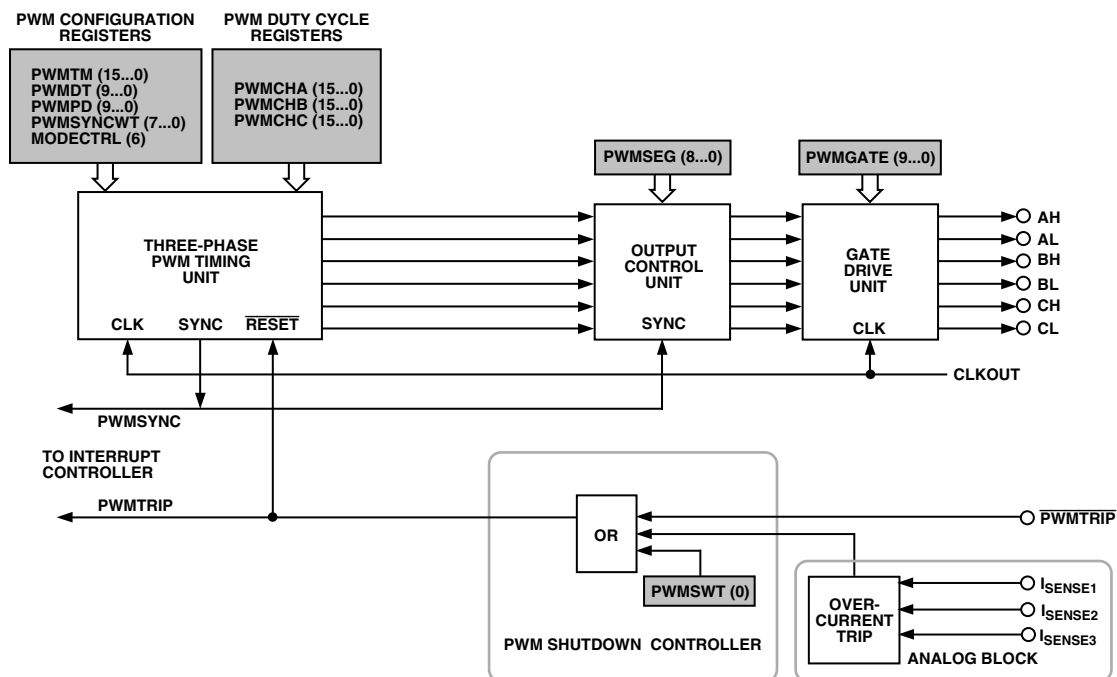 PWM CONFIGURATION
REGISTERS
PWM DUTY CYCLE
REGISTERS
PWMTM (15...0)
PWMDT (9...0)
PWMPD (9...0)
PWMSYNCWT (7...0)
MODECTRL (6)
PWMCHA (15...0)
PWMCHB (15...0)
PWMCHC (15...0)
PWMSEG (8...0)
PWMGATE (9...0)
THREE-PHASE
PWM TIMING
UNIT
CLK SYNC RESET
OUTPUT
CONTROL
UNIT
SYNC
GATE
DRIVE
UNIT
CLK
AH
AL
BH
BL
CH
CL
CLKOUT
PWMSYNC
TO INTERRUPT
CONTROLLER
PWMTRIP
OR
PWMTRIP
PWMSWT (0)
PWM SHUTDOWN CONTROLLER
OVER-
CURRENT
TRIP
ISENSE1
ISENSE2
ISENSE3
ANALOG BLOCK